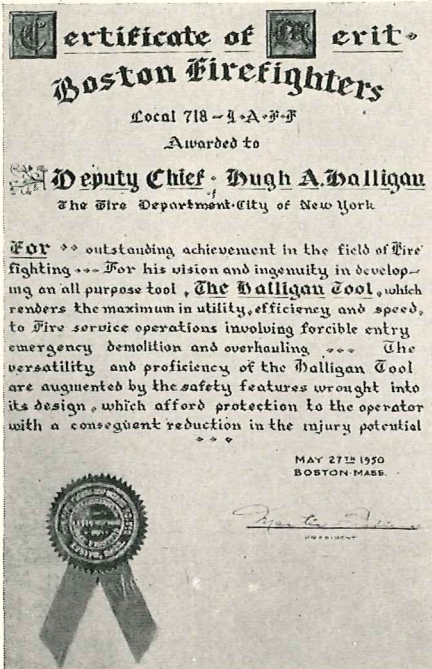 Certificate of Merit
Boston Firefighters
Local 718 - I·A·F·F
Awarded to
Deputy Chief · Hugh A. Halligan
of
The Fire Department · City of New York
For outstanding achievement in the field of Fire
fighting --- For his vision and ingenuity in develop-
ing an all purpose tool, The Halligan Tool, which
renders the maximum in utility, efficiency and speed,
to Fire service operations involving forcible entry
emergency demolition and overhauling --- The
versatility and proficiency of the Halligan Tool
are augmented by the safety features wrought into
its design, which afford protection to the operator
with a consequent reduction in the injury potential
MAY 27TH 1950
BOSTON·MASS.
PRESIDENT